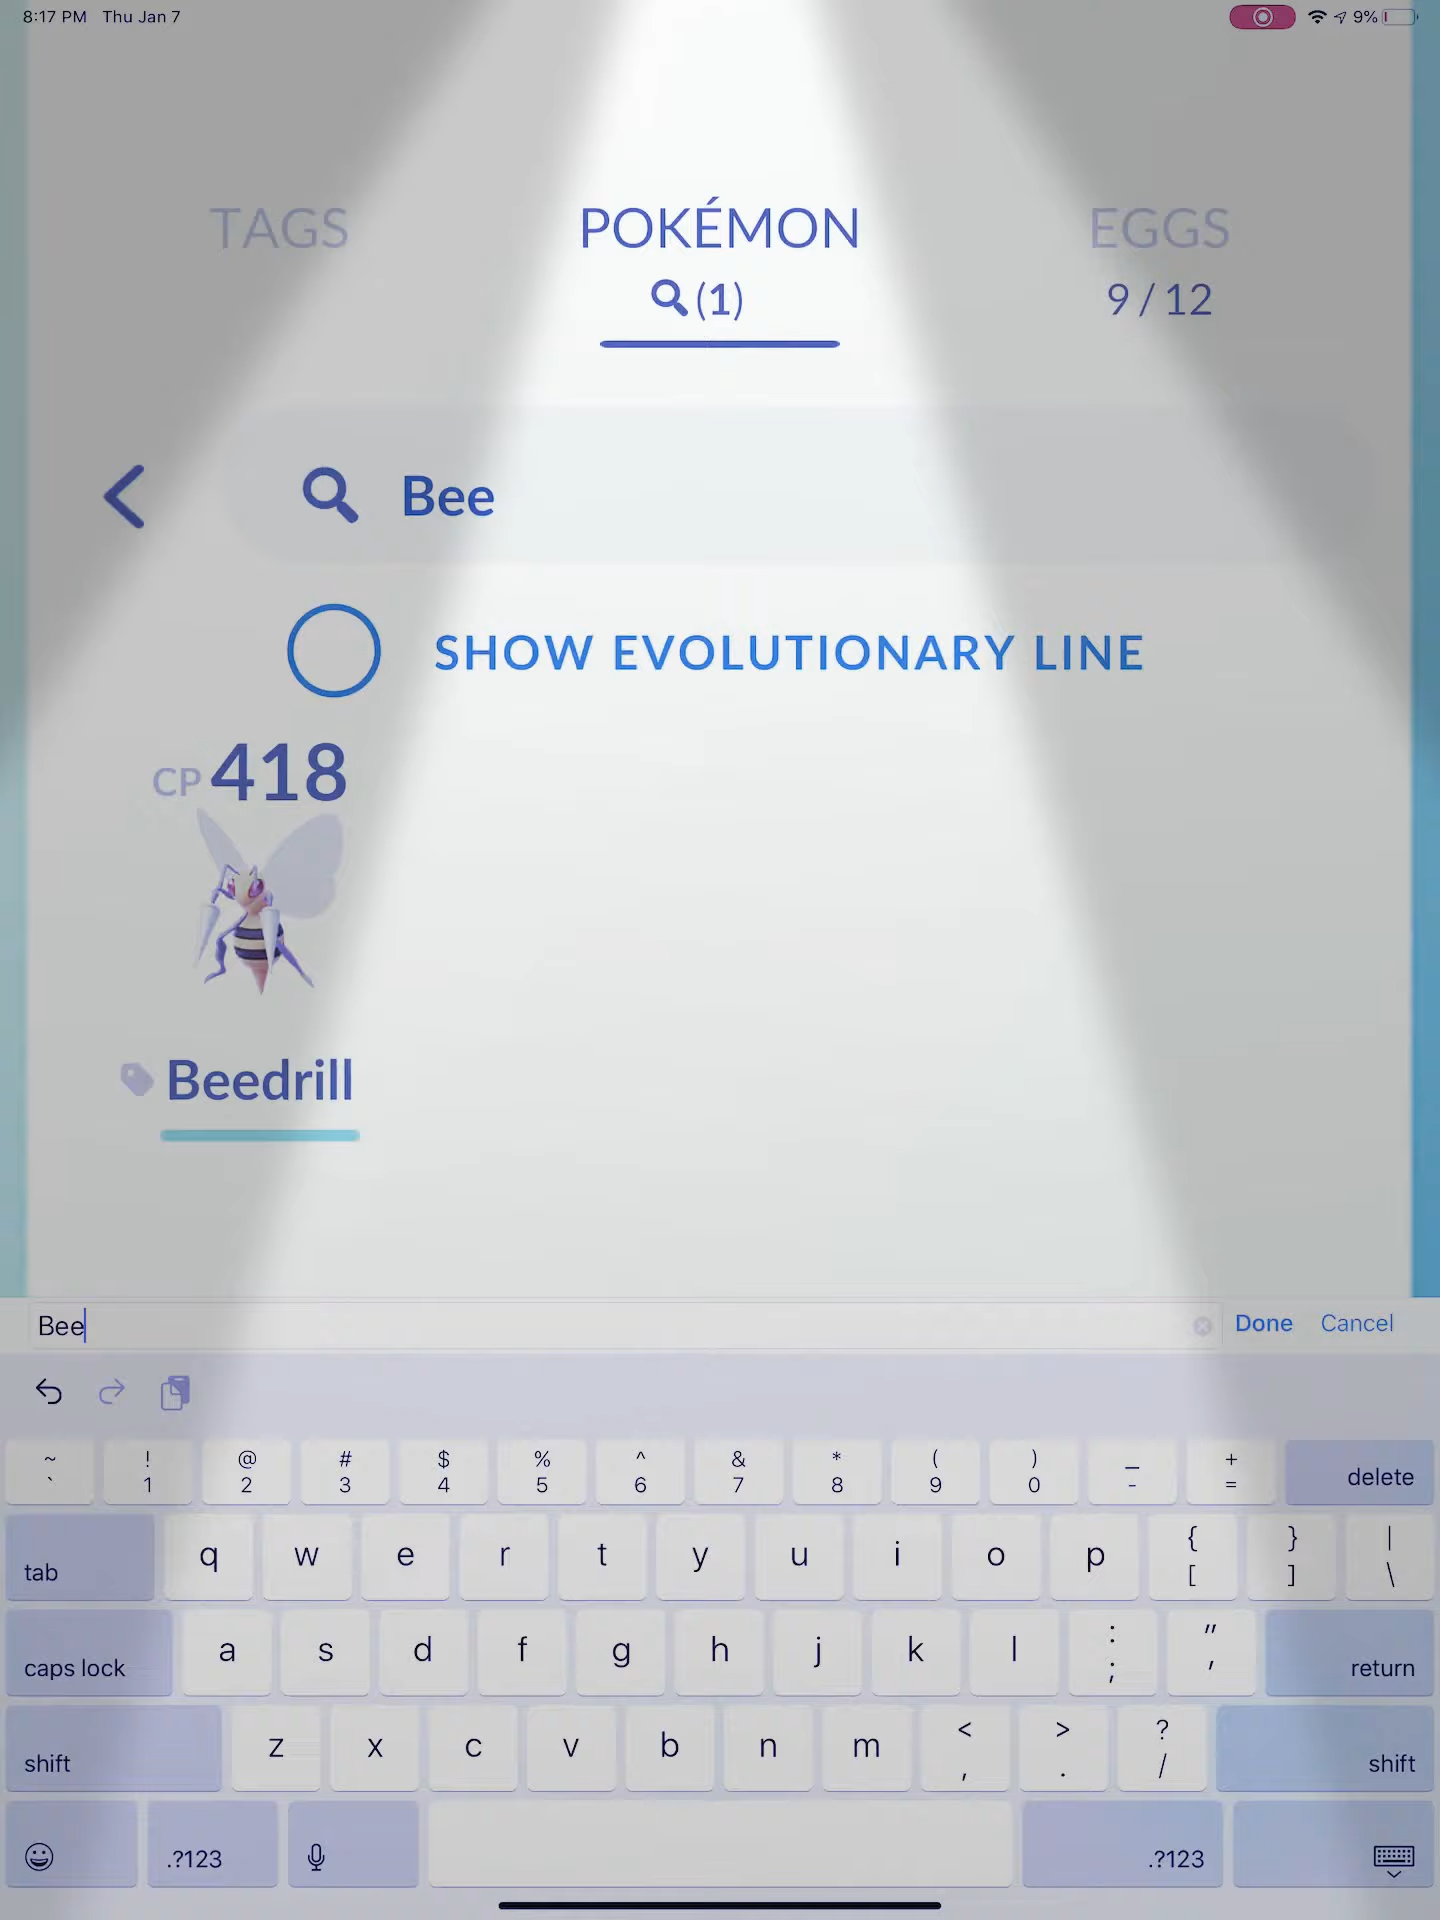 8:17 PM Thu Jan 7
9%
TAGS POKÉMON EGGS
(1) 9 / 12
Bee
SHOW EVOLUTIONARY LINE
CP 418
Beedrill
Bee Done Cancel
~ ! @ # $ % ^ & * ( ) _ +
` 1 2 3 4 5 6 7 8 9 0 - = delete
tab q w e r t y u i o p { [ } ] | \
caps lock a s d f g h j k l : ; " ' return
shift z x c v b n m < , > . ? / shift
.?123 .?123